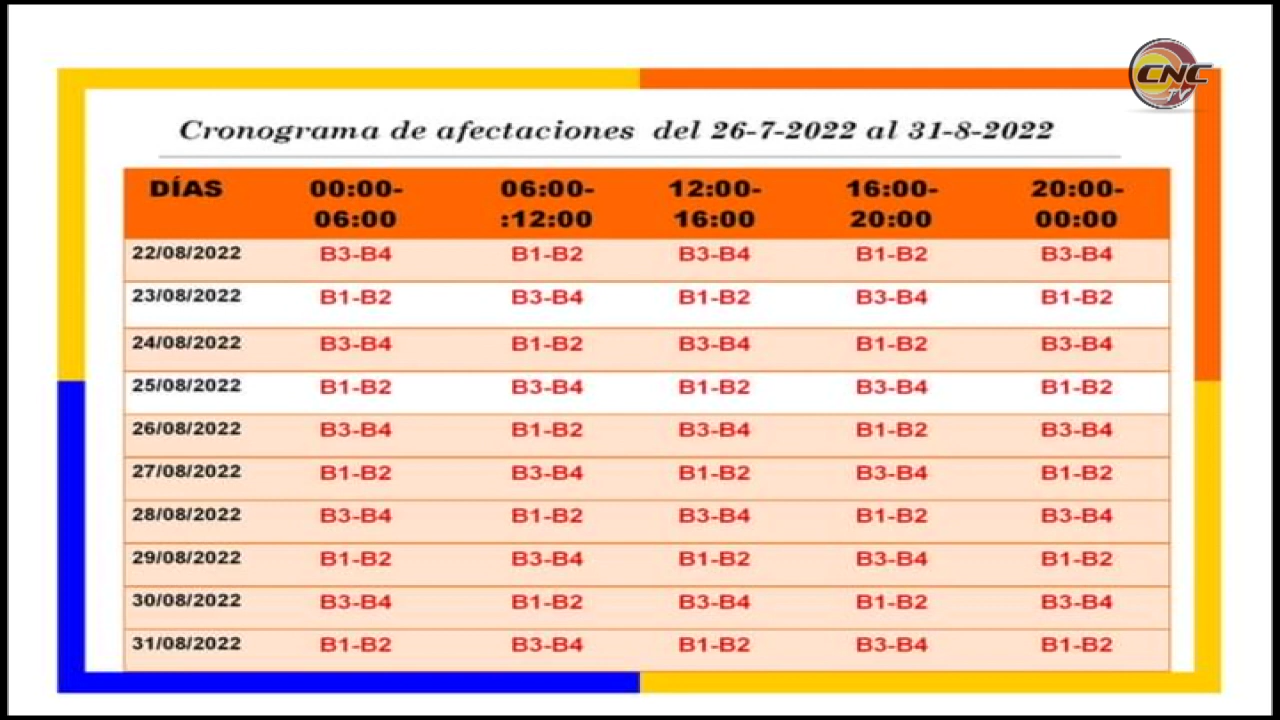 CNC
TV
Cronograma de afectaciones del 26-7-2022 al 31-8-2022
DÍAS 00:00-06:00 06:00-:12:00 12:00-16:00 16:00-20:00 20:00-00:00
22/08/2022 B3-B4 B1-B2 B3-B4 B1-B2 B3-B4
23/08/2022 B1-B2 B3-B4 B1-B2 B3-B4 B1-B2
24/08/2022 B3-B4 B1-B2 B3-B4 B1-B2 B3-B4
25/08/2022 B1-B2 B3-B4 B1-B2 B3-B4 B1-B2
26/08/2022 B3-B4 B1-B2 B3-B4 B1-B2 B3-B4
27/08/2022 B1-B2 B3-B4 B1-B2 B3-B4 B1-B2
28/08/2022 B3-B4 B1-B2 B3-B4 B1-B2 B3-B4
29/08/2022 B1-B2 B3-B4 B1-B2 B3-B4 B1-B2
30/08/2022 B3-B4 B1-B2 B3-B4 B1-B2 B3-B4
31/08/2022 B1-B2 B3-B4 B1-B2 B3-B4 B1-B2